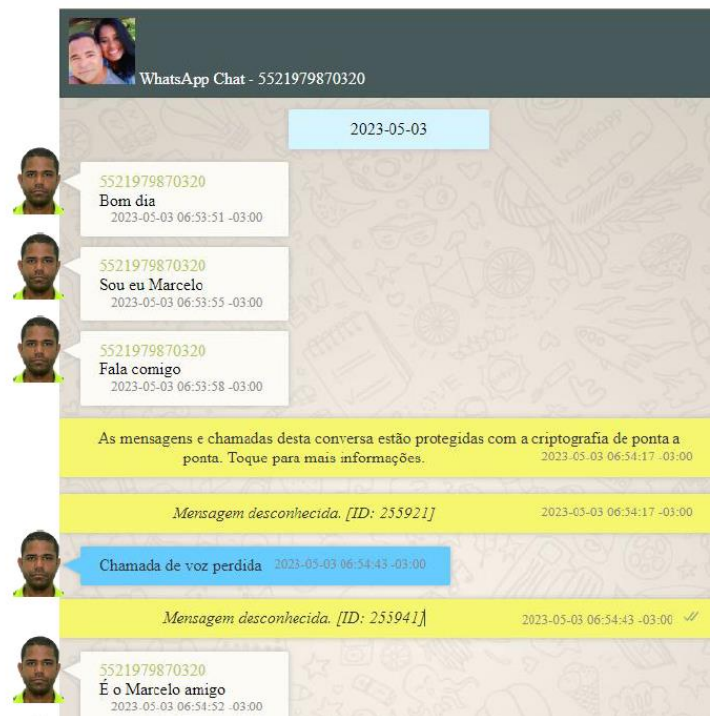 WhatsApp Chat - 5521979870320
2023-05-03
5521979870320
Bom dia
2023-05-03 06:53:51 -03:00
5521979870320
Sou eu Marcelo
2023-05-03 06:53:55 -03:00
5521979870320
Fala comigo
2023-05-03 06:53:58 -03:00
As mensagens e chamadas desta conversa estão protegidas com a criptografia de ponta a
ponta. Toque para mais informações. 2023-05-03 06:54:17 -03:00
Mensagem desconhecida. [ID: 255921] 2023-05-03 06:54:17 -03:00
Chamada de voz perdida 2023-05-03 06:54:43 -03:00
Mensagem desconhecida. [ID: 255941] 2023-05-03 06:54:43 -03:00
5521979870320
É o Marcelo amigo
2023-05-03 06:54:52 -03:00